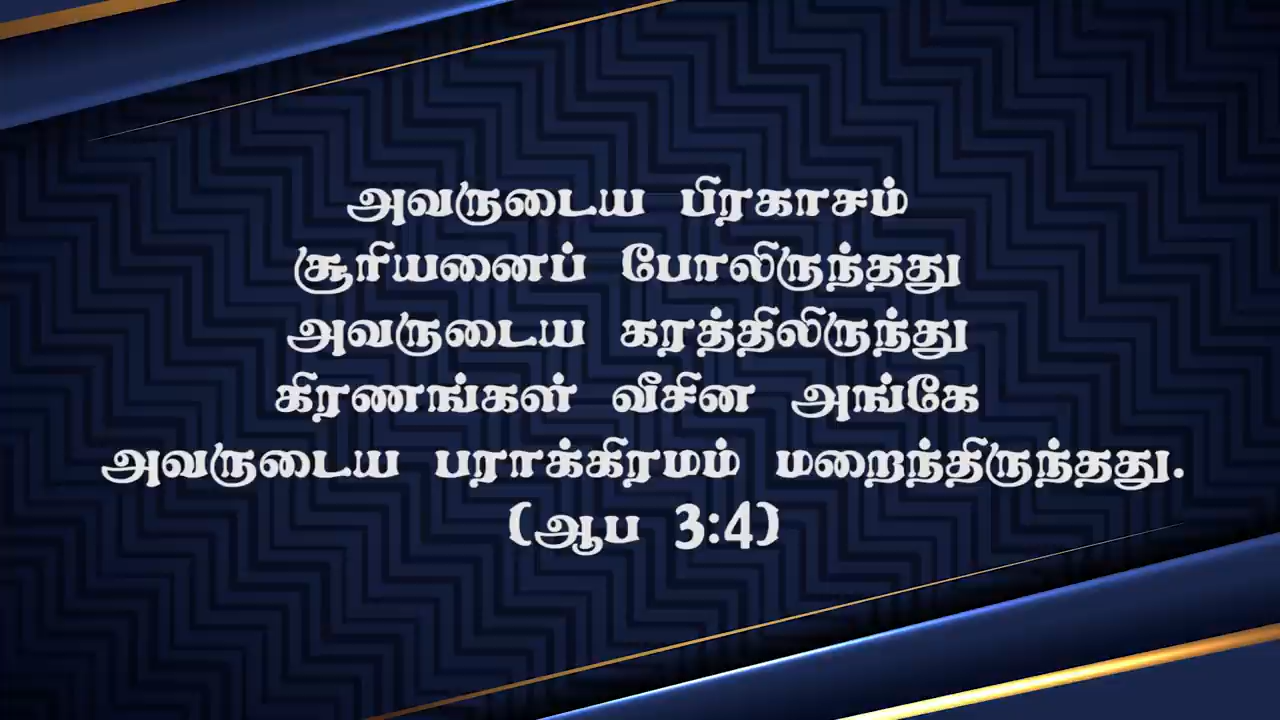 அவருடைய பிரகாசம்
சூரியனைப் போலிருந்தது
அவருடைய கரத்திலிருந்து
கிரணங்கள் வீசின அங்கே
அவருடைய பராக்கிரமம் மறைந்திருந்தது.
(ஆப 3:4)